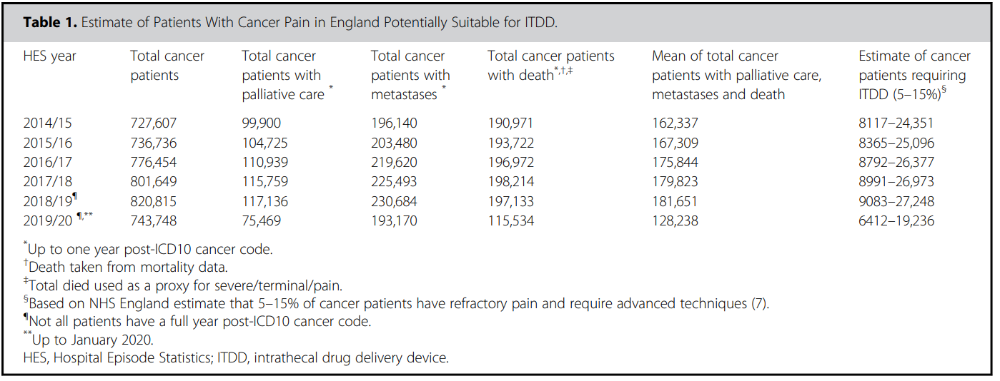 Table 1. Estimate of Patients With Cancer Pain in England Potentially Suitable for ITDD.
HES year Total cancer patients Total cancer patients with palliative care * Total cancer patients with metastases * Total cancer patients with death*,†,‡ Mean of total cancer patients with palliative care, metastases and death Estimate of cancer patients requiring ITDD (5–15%)§
2014/15 727,607 99,900 196,140 190,971 162,337 8117–24,351
2015/16 736,736 104,725 203,480 193,722 167,309 8365–25,096
2016/17 776,454 110,939 219,620 196,972 175,844 8792–26,377
2017/18 801,649 115,759 225,493 198,214 179,823 8991–26,973
2018/19¶ 820,815 117,136 230,684 197,133 181,651 9083–27,248
2019/20 ¶,** 743,748 75,469 193,170 115,534 128,238 6412–19,236
*Up to one year post-ICD10 cancer code.
†Death taken from mortality data.
‡Total died used as a proxy for severe/terminal/pain.
§Based on NHS England estimate that 5–15% of cancer patients have refractory pain and require advanced techniques (7).
¶Not all patients have a full year post-ICD10 cancer code.
**Up to January 2020.
HES, Hospital Episode Statistics; ITDD, intrathecal drug delivery device.